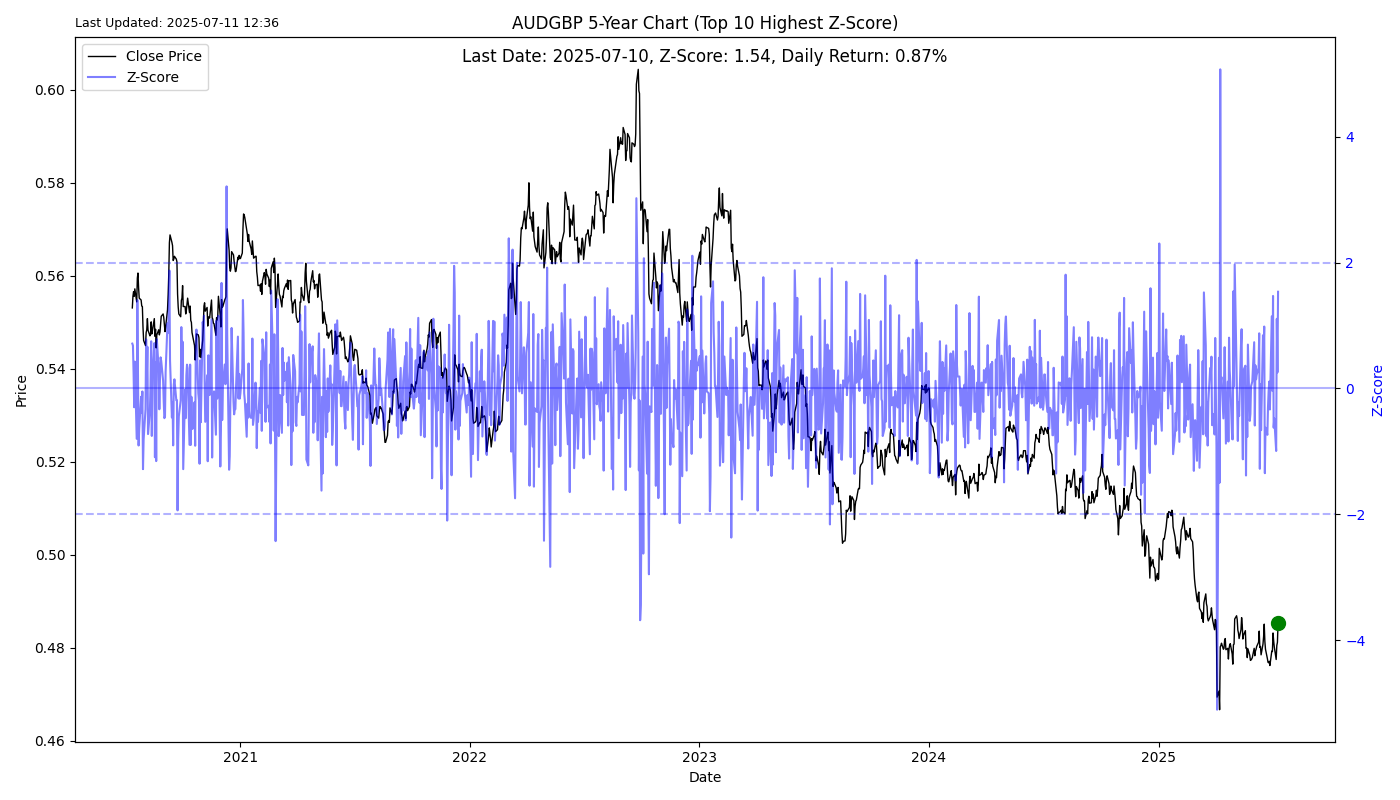 Last Updated: 2025-07-11 12:36
AUDGBP 5-Year Chart (Top 10 Highest Z-Score)
Last Date: 2025-07-10, Z-Score: 1.54, Daily Return: 0.87%
Close Price
Z-Score
0.60
0.58
0.56
0.54
0.52
0.50
0.48
0.46
Price
4
2
0
−2
−4
Z-Score
2021
2022
2023
2024
2025
Date